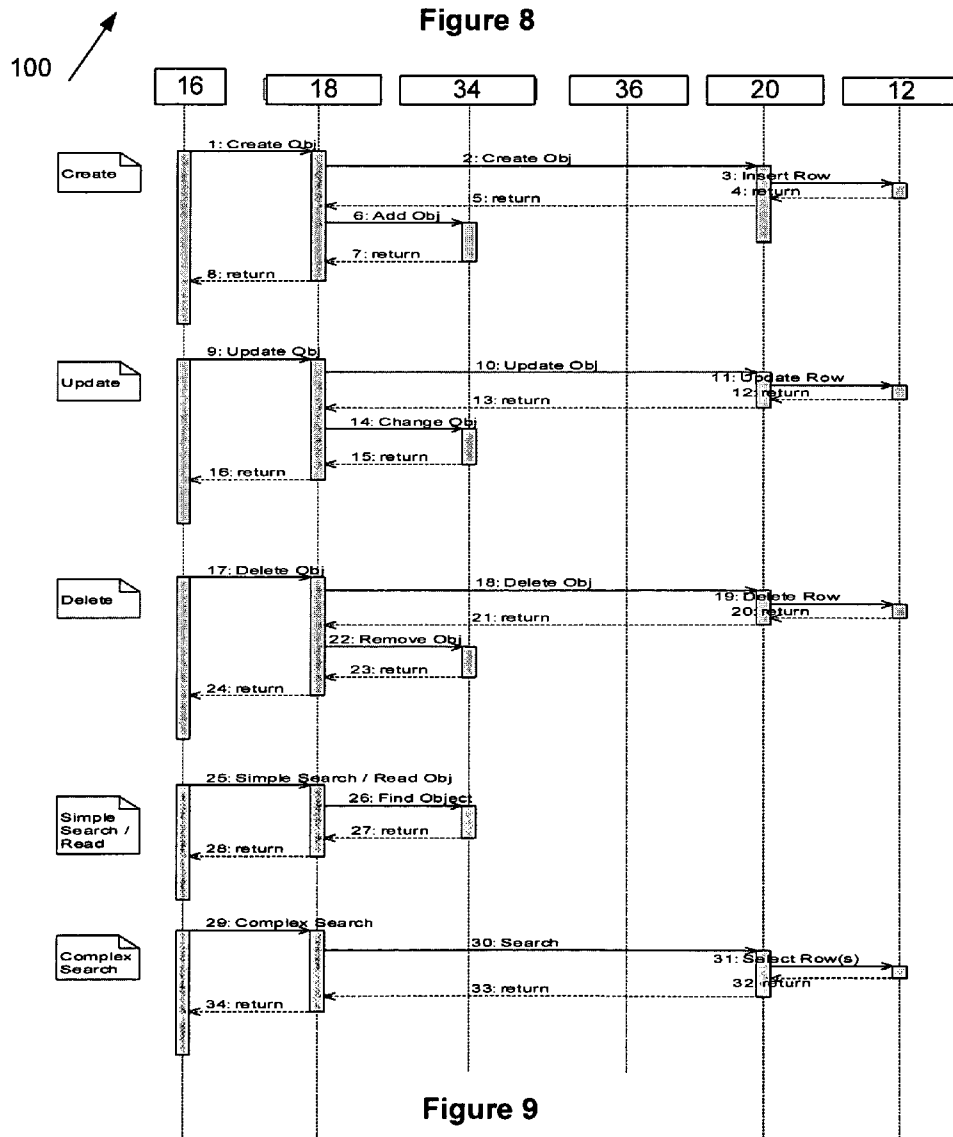 Figure 8
100
16 18 34 36 20 12
Create
1: Create Obj
2: Create Obj
3: Insert Row
4: return
5: return
6: Add Obj
7: return
8: return
Update
9: Update Obj
10: Update Obj
11: Update Row
12: return
13: return
14: Change Obj
15: return
16: return
Delete
17: Delete Obj
18: Delete Obj
19: Delete Row
20: return
21: return
22: Remove Obj
23: return
24: return
Simple
Search /
Read
25: Simple Search / Read Obj
26: Find Object
27: return
28: return
Complex
Search
29: Complex Search
30: Search
31: Select Row(s)
32 return
33: return
34: return
Figure 9